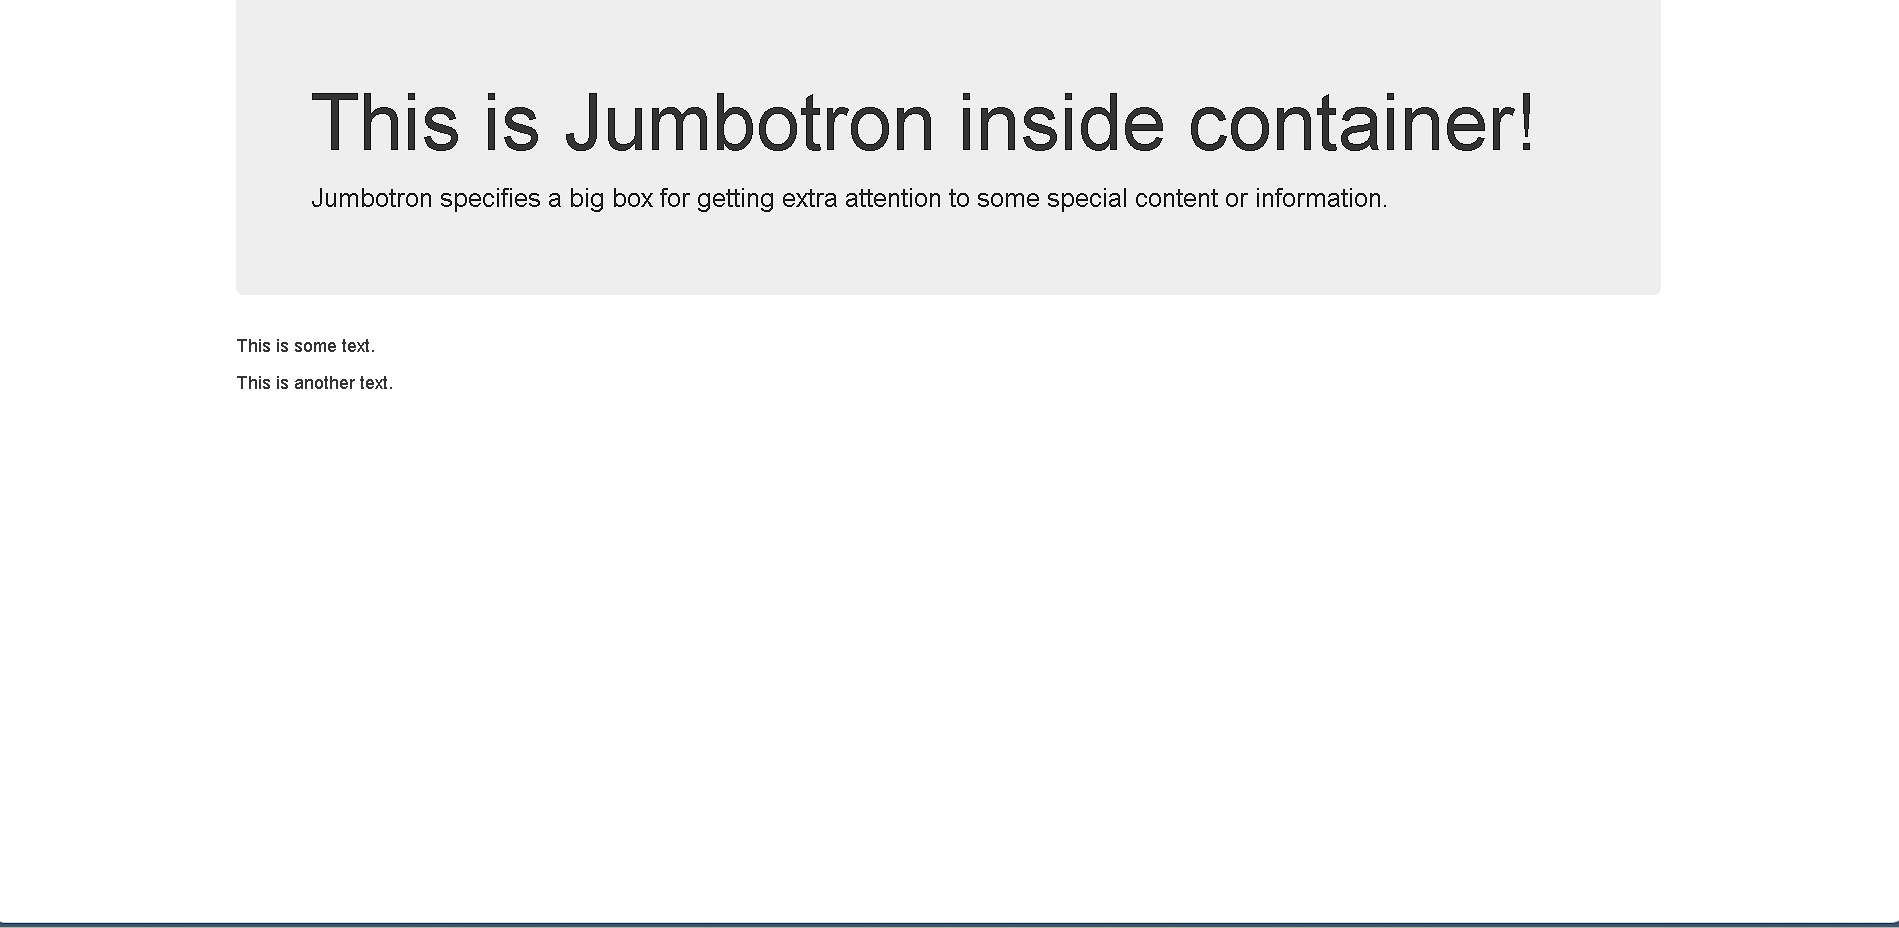 This is Jumbotron inside container!
Jumbotron specifies a big box for getting extra attention to some special content or information.
This is some text.
This is another text.